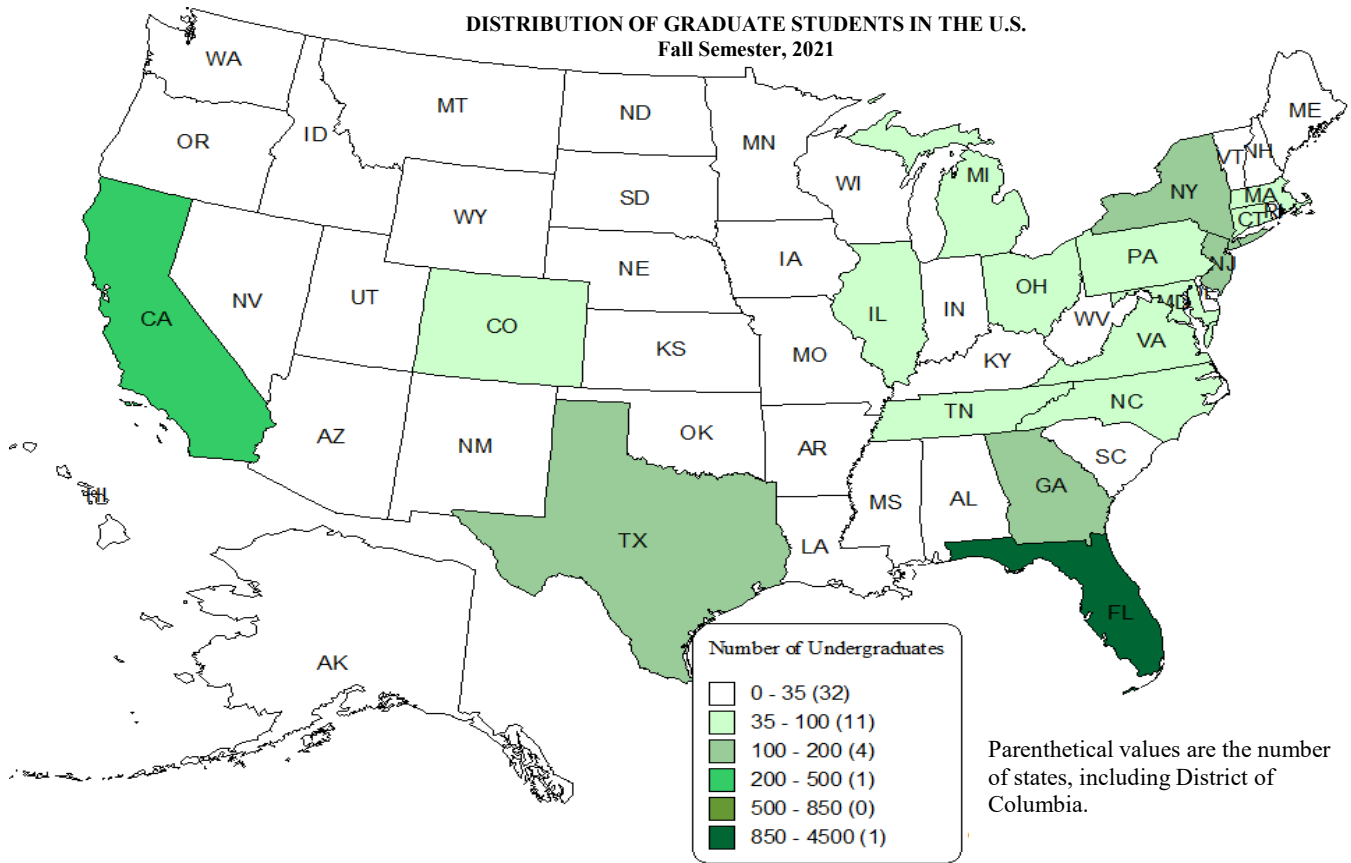 DISTRIBUTION OF GRADUATE STUDENTS IN THE U.S.
Fall Semester, 2021
WA
MT
ND
MN
ME
OR
ID
VT
NH
WI
MI
NY
SD
WY
MA
CT
RI
IA
PA
NE
NJ
NV
UT
OH
IL
IN
CA
CO
MD
WV
VA
KS
MO
KY
NC
TN
AZ
NM
OK
AR
SC
HI
MS
AL
GA
TX
LA
FL
AK
Number of Undergraduates
0 - 35 (32)
35 - 100 (11)
100 - 200 (4)
200 - 500 (1)
500 - 850 (0)
850 - 4500 (1)
Parenthetical values are the number
of states, including District of
Columbia.